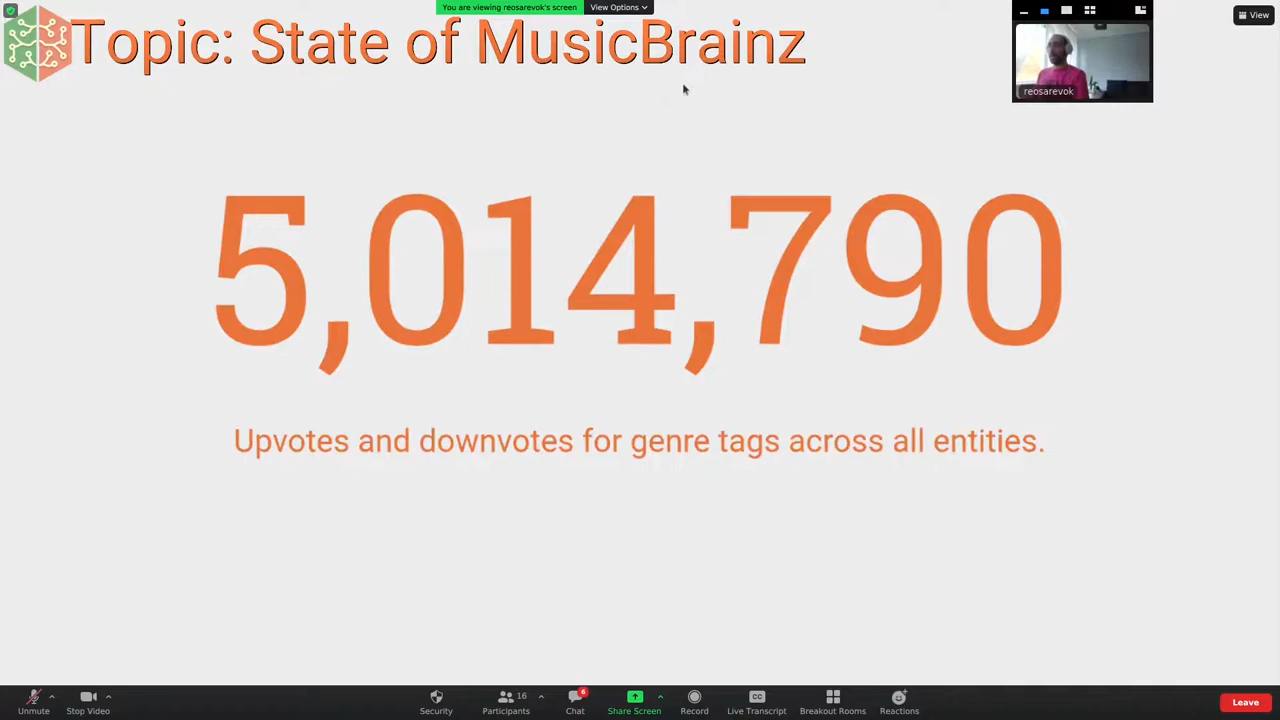 You are viewing reosarevok's screen
View Options
View
Topic: State of MusicBrainz
reosarevok
5,014,790
Upvotes and downvotes for genre tags across all entities.
Unmute
Stop Video
Security
16
Participants
6
Chat
Share Screen
Record
CC
Live Transcript
Breakout Rooms
Reactions
Leave